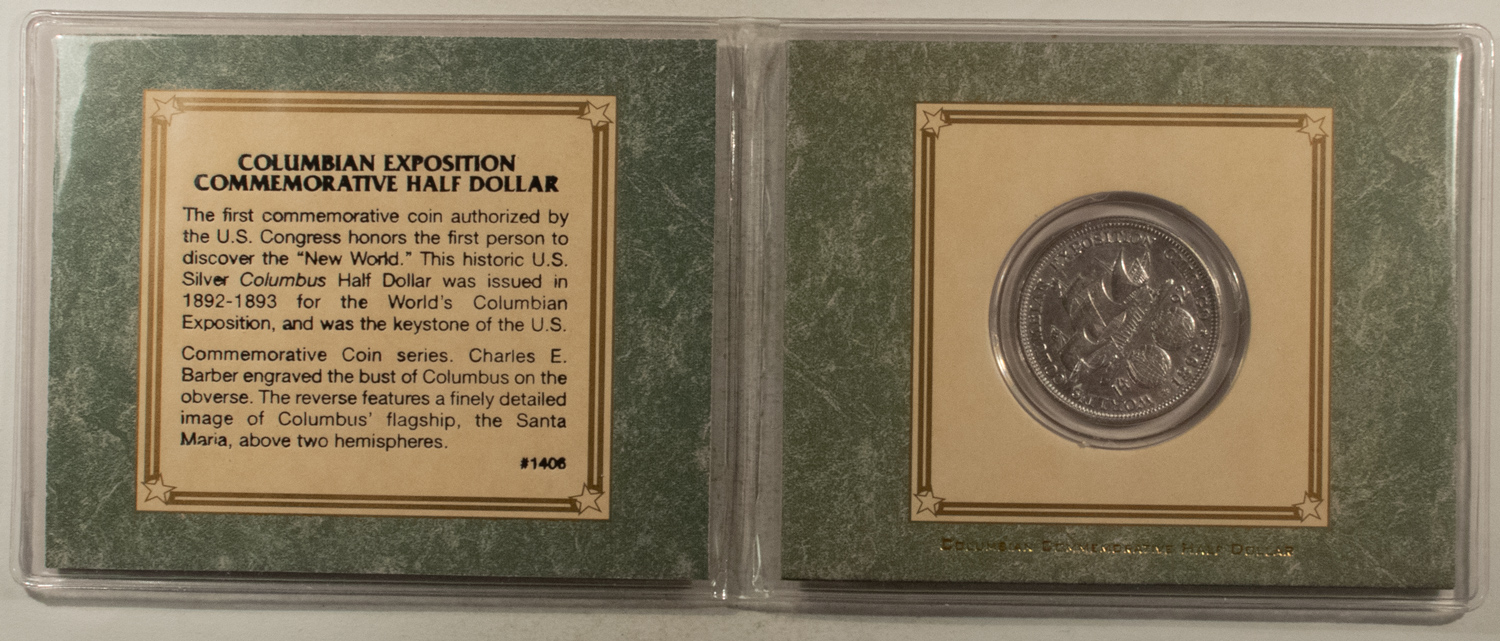 COLUMBIAN EXPOSITION
COMMEMORATIVE HALF DOLLAR
The first commemorative coin authorized by
the U.S. Congress honors the first person to
discover the "New World." This historic U.S.
Silver Columbus Half Dollar was issued in
1892-1893 for the World's Columbian
Exposition, and was the keystone of the U.S.
Commemorative Coin series. Charles E.
Barber engraved the bust of Columbus on the
obverse. The reverse features a finely detailed
image of Columbus' flagship, the Santa
Maria, above two hemispheres.
#1406
EXPOSITION
COLUMBIAN COMMEMORATIVE HALF DOLLAR